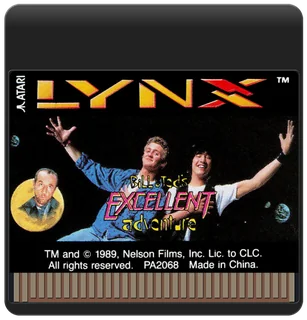 ATARI
LYNX™
Bill & Ted's
EXCELLENT
adventure
TM and © 1989, Nelson Films, Inc. Lic. to CLC.
All rights reserved. PA2068 Made in China.